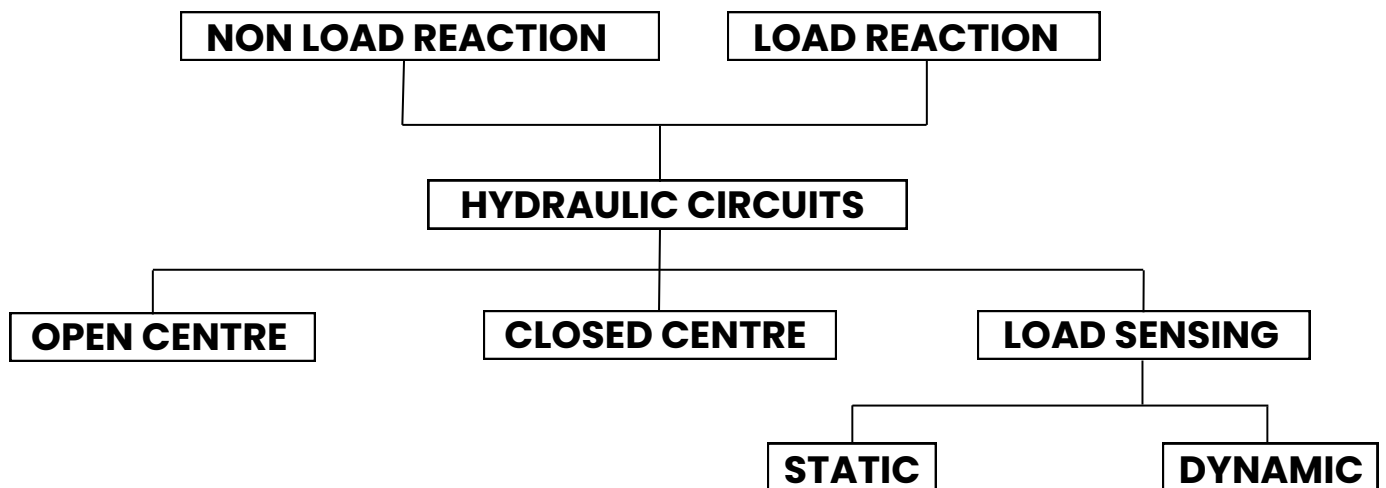 NON LOAD REACTION
LOAD REACTION
HYDRAULIC CIRCUITS
OPEN CENTRE
CLOSED CENTRE
LOAD SENSING
STATIC
DYNAMIC